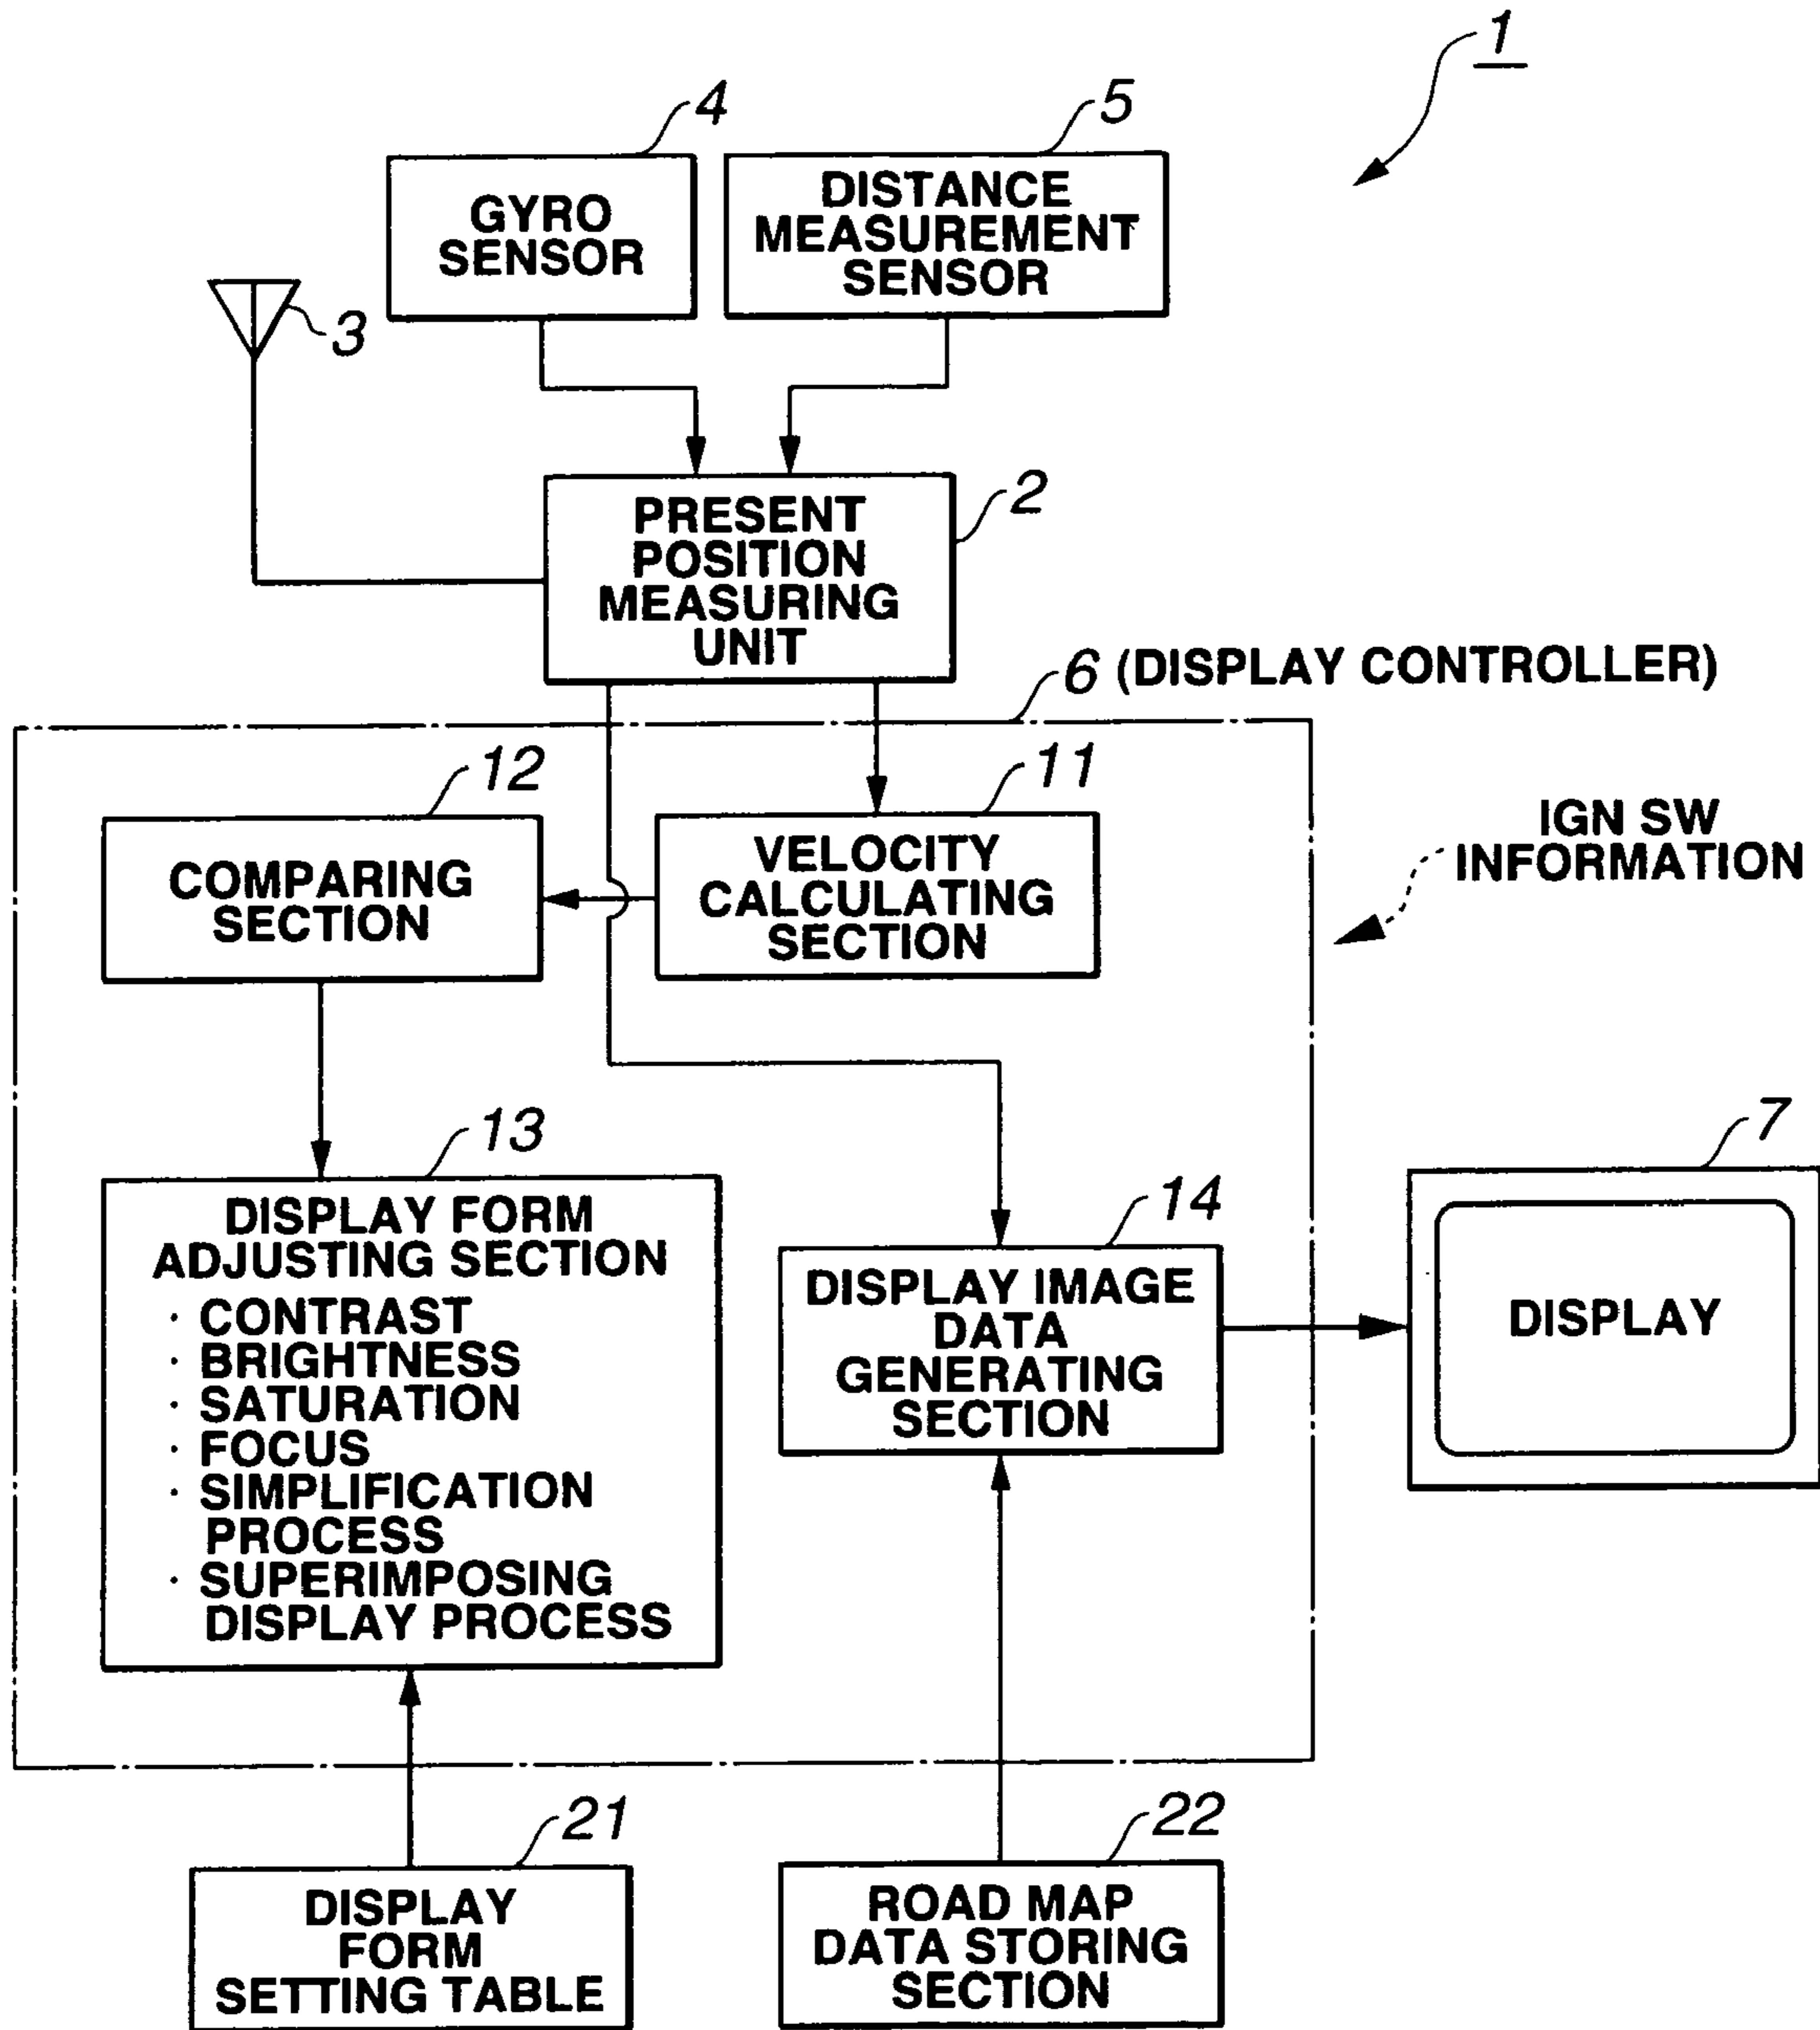 1
4
5
GYRO
SENSOR
DISTANCE
MEASUREMENT
SENSOR
3
2
PRESENT
POSITION
MEASURING
UNIT
6 (DISPLAY CONTROLLER)
12
11
IGN SW
INFORMATION
COMPARING
SECTION
VELOCITY
CALCULATING
SECTION
13
DISPLAY FORM
ADJUSTING SECTION
· CONTRAST
· BRIGHTNESS
· SATURATION
· FOCUS
· SIMPLIFICATION
PROCESS
· SUPERIMPOSING
DISPLAY PROCESS
14
DISPLAY IMAGE
DATA
GENERATING
SECTION
7
DISPLAY
21
DISPLAY
FORM
SETTING TABLE
22
ROAD MAP
DATA STORING
SECTION